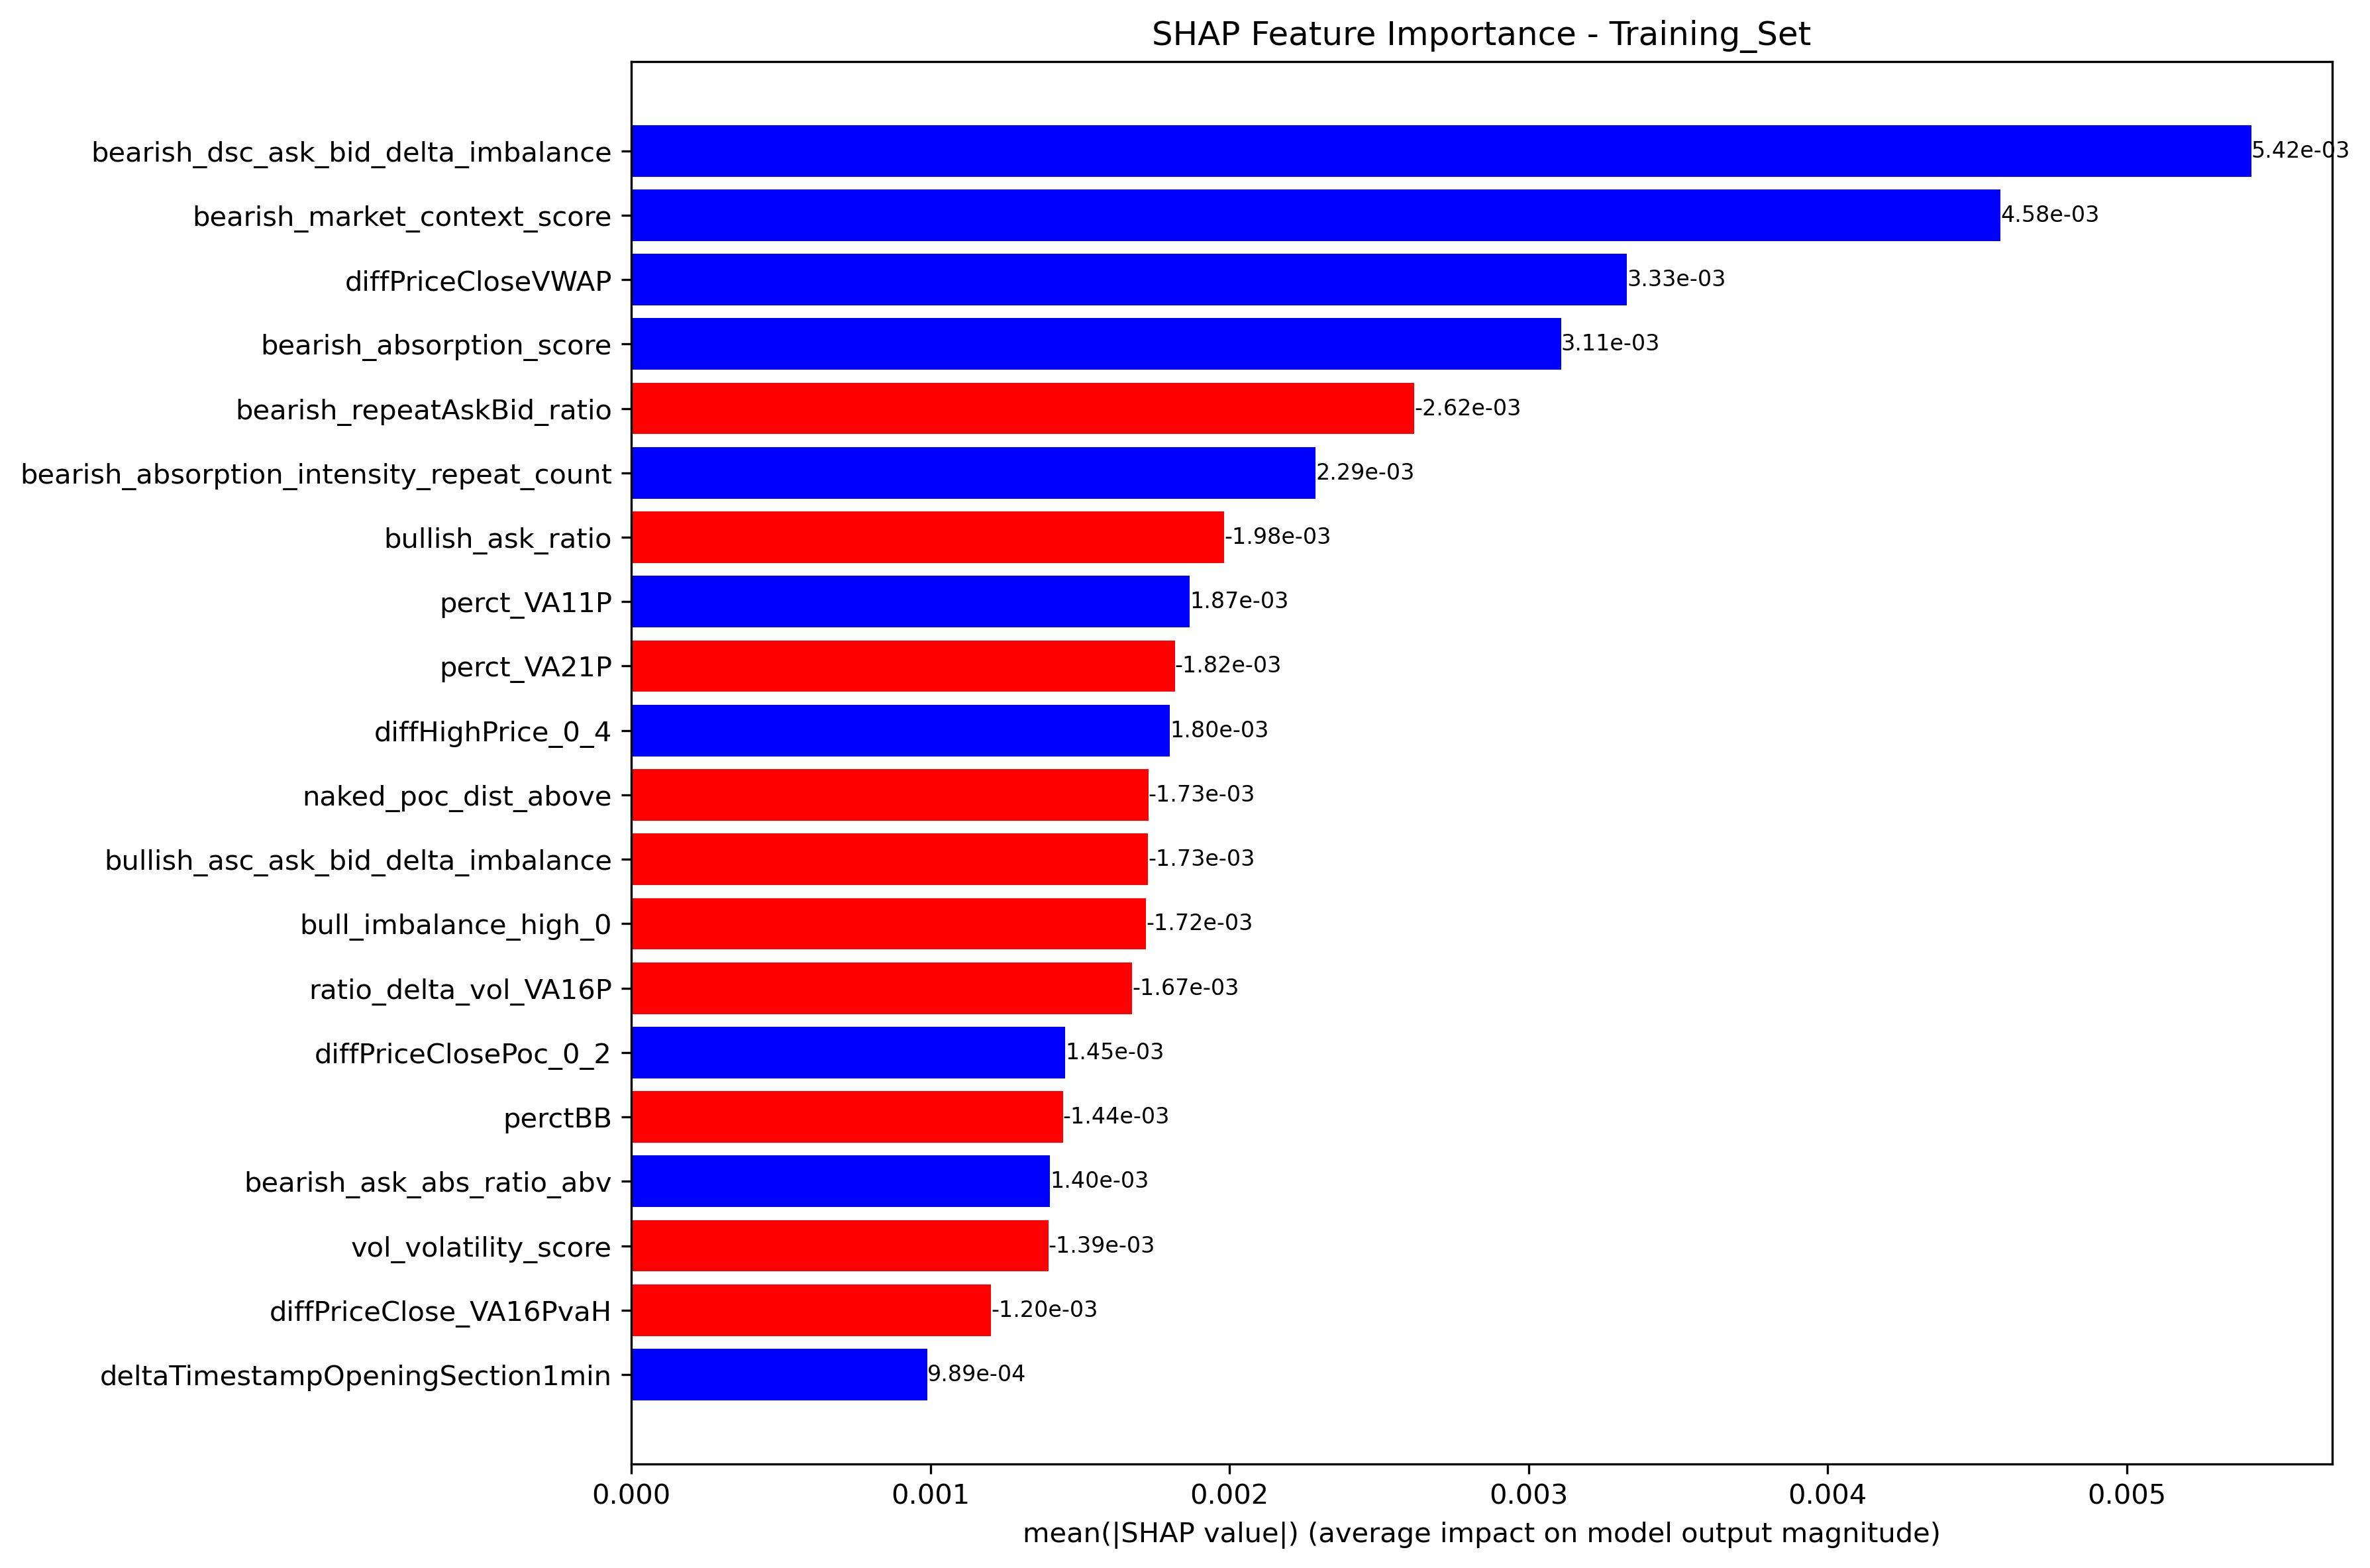 SHAP Feature Importance - Training_Set
bearish_dsc_ask_bid_delta_imbalance 5.42e-03
bearish_market_context_score 4.58e-03
diffPriceCloseVWAP 3.33e-03
bearish_absorption_score 3.11e-03
bearish_repeatAskBid_ratio -2.62e-03
bearish_absorption_intensity_repeat_count 2.29e-03
bullish_ask_ratio -1.98e-03
perct_VA11P 1.87e-03
perct_VA21P -1.82e-03
diffHighPrice_0_4 1.80e-03
naked_poc_dist_above -1.73e-03
bullish_asc_ask_bid_delta_imbalance -1.73e-03
bull_imbalance_high_0 -1.72e-03
ratio_delta_vol_VA16P -1.67e-03
diffPriceClosePoc_0_2 1.45e-03
perctBB -1.44e-03
bearish_ask_abs_ratio_abv 1.40e-03
vol_volatility_score -1.39e-03
diffPriceClose_VA16PvaH -1.20e-03
deltaTimestampOpeningSection1min 9.89e-04
0.000 0.001 0.002 0.003 0.004 0.005
mean(|SHAP value|) (average impact on model output magnitude)